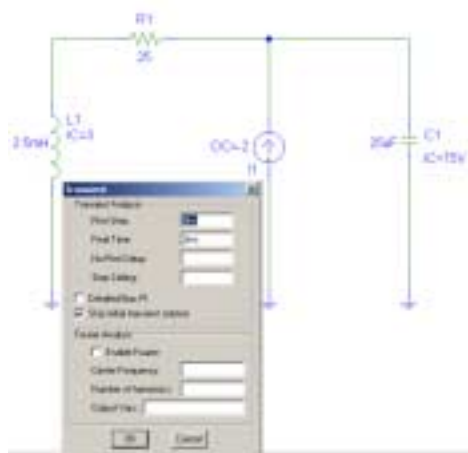 R1
25
L1
IC=3
2.5mH
DC=-2
I1
25uF
C1
IC=15V
Transient
Transient Analysis
Print Step:
Final Time:
No-Print Delay:
Step Ceiling:
Detailed Bias Pt.
Skip initial transient solution
Fourier Analysis
Enable Fourier
Center Frequency:
Number of harmonics:
Output Vars.:
OK
Cancel